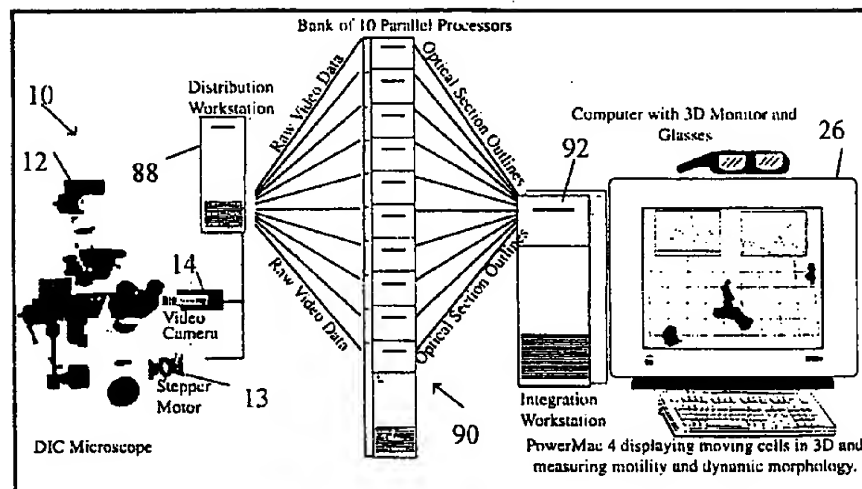 Bank of 10 Parallel Processors
Distribution
Workstation
Raw Video Data
Optical Section Outlines
Computer with 3D Monitor and
Glasses
10
12
88
92
26
14
Video
Camera
Raw Video Data
Optical Section Outlines
Stepper
Motor
13
90
DIC Microscope
Integration
Workstation
PowerMac 4 displaying moving cells in 3D and
measuring motility and dynamic morphology.